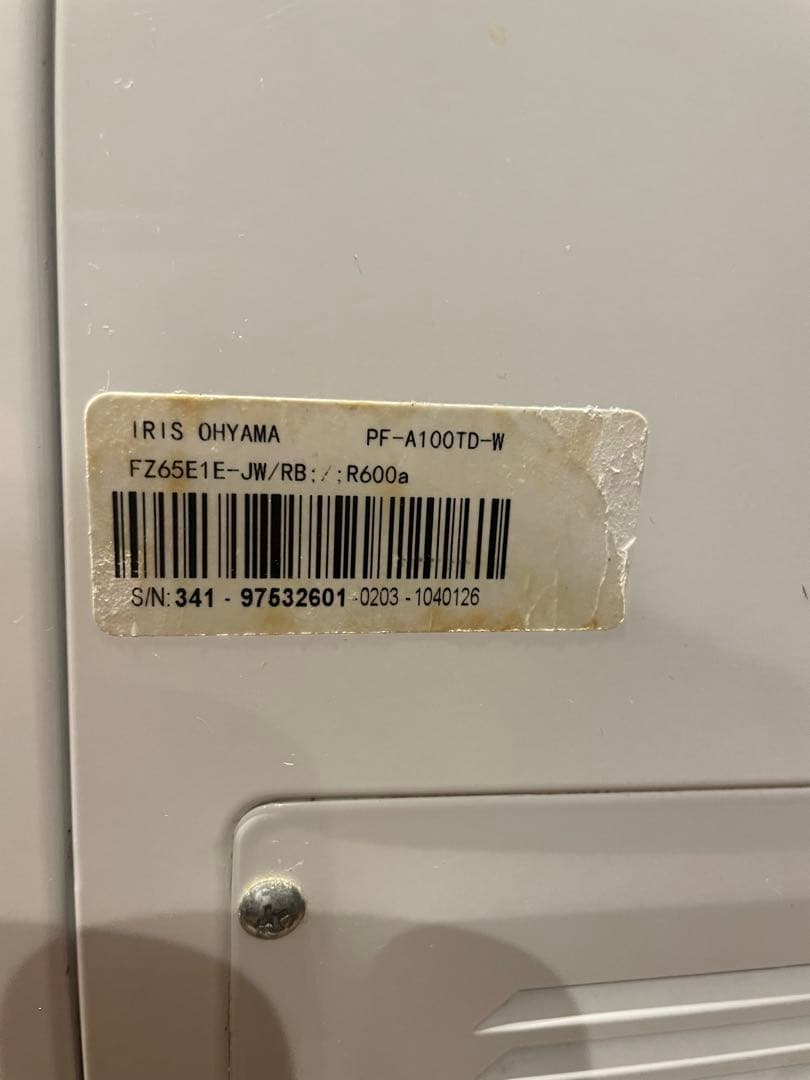 IRIS OHYAMA PF-A100TD-W
FZ65E1E-JW/RB;/;R600a
S/N: 341 - 97532601-0203 - 1040126